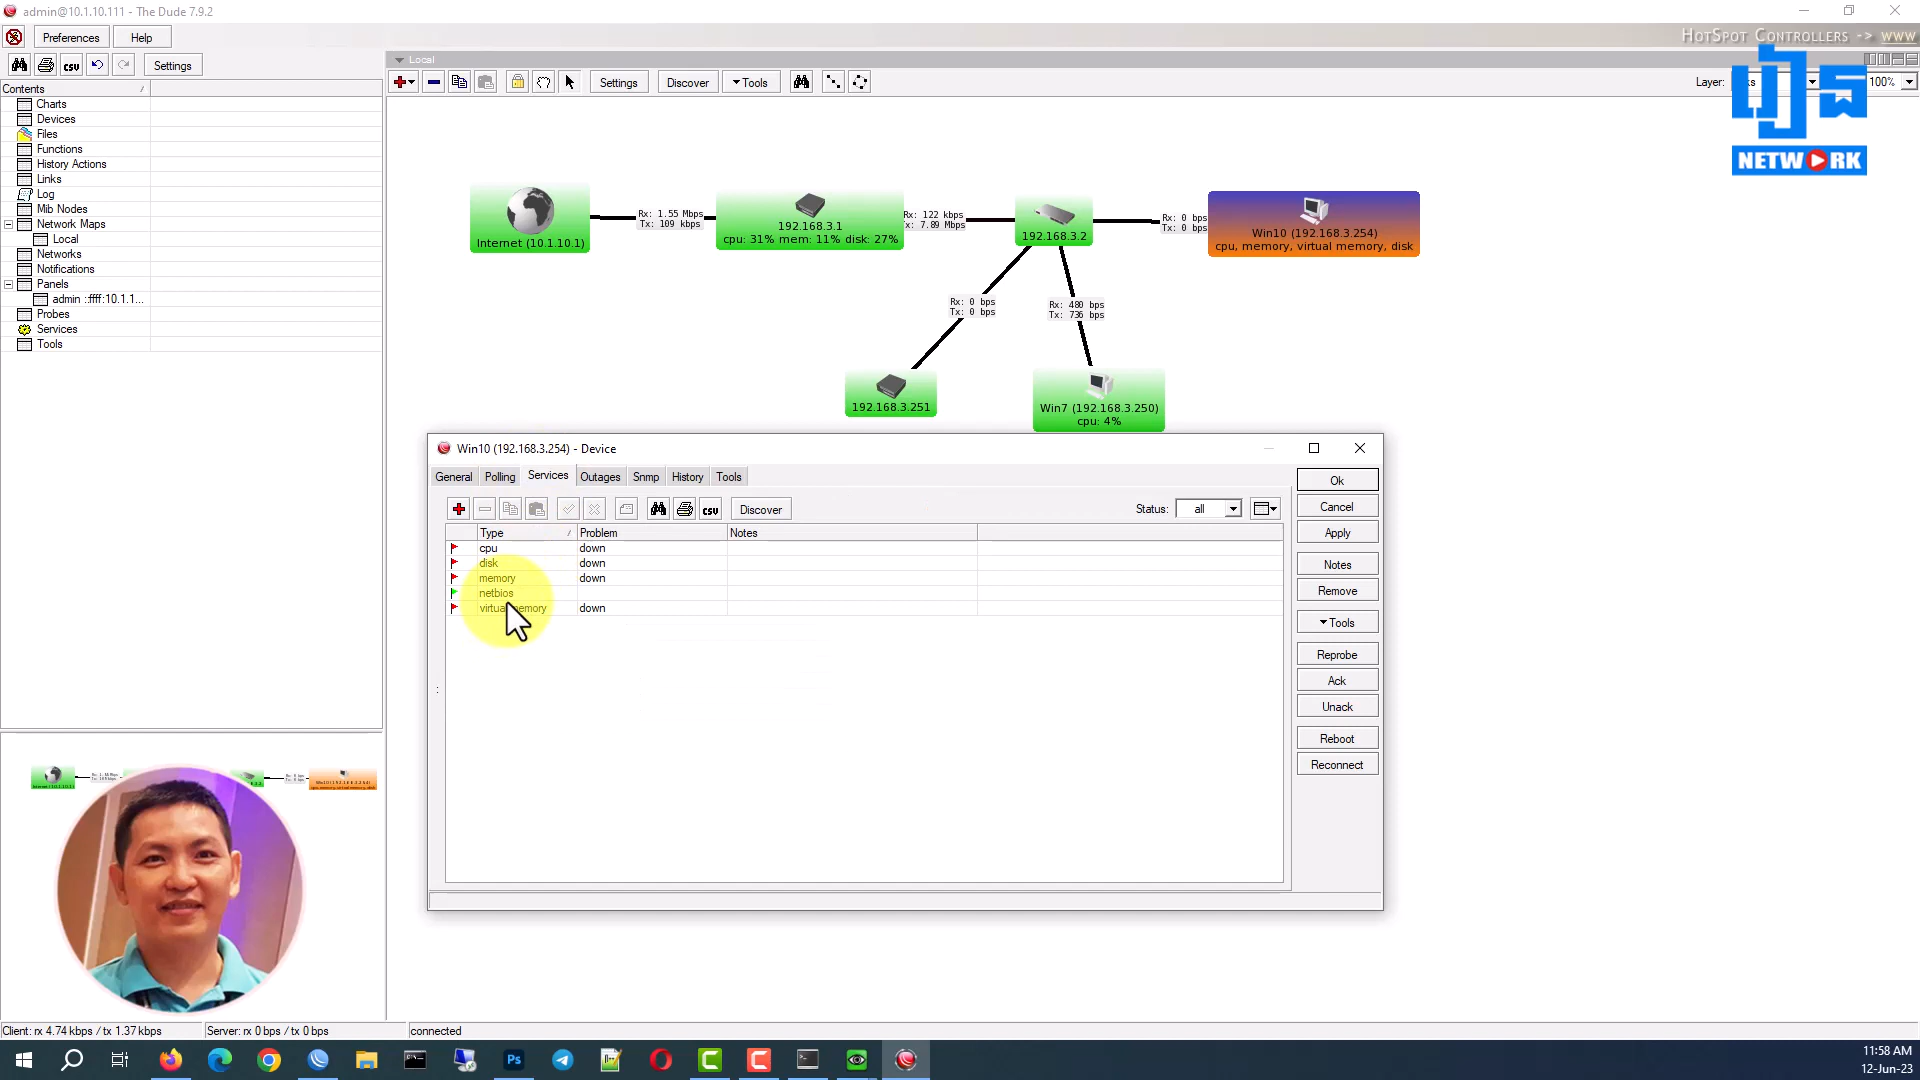 admin@10.1.10.111 - The Dude 7.9.2
Preferences
Help
HotSpot Controllers -> www
Settings
Local
Contents
Charts
Devices
Files
Functions
History Actions
Links
Log
Mib Nodes
Network Maps
Local
Networks
Notifications
Panels
admin ::ffff:10.1.1...
Probes
Services
Tools
Settings
Discover
Tools
Layer:
100%
NETWORK
Internet (10.1.10.1)
Rx: 1.55 Mbps
Tx: 109 kbps
192.168.3.1
cpu: 31% mem: 11% disk: 27%
Rx: 122 kbps
Tx: 7.89 Mbps
192.168.3.2
Rx: 0 bps
Tx: 0 bps
Win10 (192.168.3.254)
cpu, memory, virtual memory, disk
Rx: 0 bps
Tx: 0 bps
Rx: 480 bps
Tx: 736 bps
192.168.3.251
Win7 (192.168.3.250)
cpu: 4%
Win10 (192.168.3.254) - Device
General
Polling
Services
Outages
Snmp
History
Tools
csv
Discover
Status:
all
Type
Problem
Notes
cpu
down
disk
down
memory
down
netbios
virtual memory
down
Ok
Cancel
Apply
Notes
Remove
Tools
Reprobe
Ack
Unack
Reboot
Reconnect
csv
Client: rx 4.74 kbps / tx 1.37 kbps
Server: rx 0 bps / tx 0 bps
connected
Ps
11:58 AM
12-Jun-23